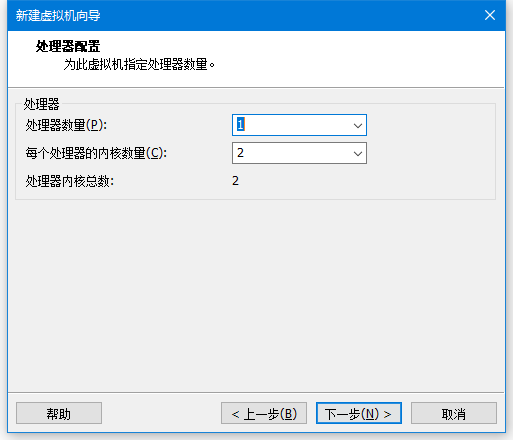 新建虚拟机向导
处理器配置
为此虚拟机指定处理器数量。
处理器
处理器数量(P): 1
每个处理器的内核数量(C): 2
处理器内核总数: 2
帮助 < 上一步(B) 下一步(N) > 取消